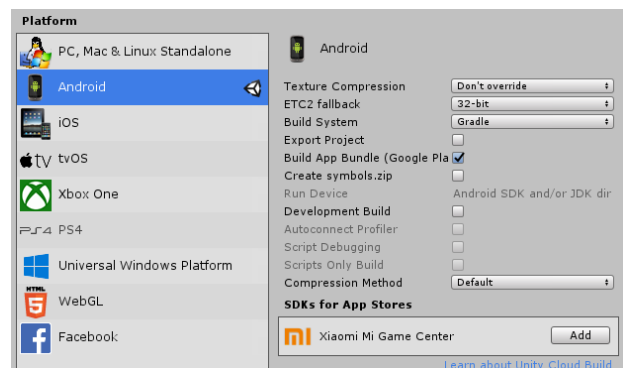 Platform
PC, Mac & Linux Standalone
Android
iOS
tvOS
Xbox One
PS4
Universal Windows Platform
HTML
5
WebGL
Facebook
Android
Texture Compression Don't override
ETC2 fallback 32-bit
Build System Gradle
Export Project
Build App Bundle (Google Pla
Create symbols.zip
Run Device Android SDK and/or JDK dir
Development Build
Autoconnect Profiler
Script Debugging
Scripts Only Build
Compression Method Default
SDKs for App Stores
Xiaomi Mi Game Center Add
Learn about Unity Cloud Build